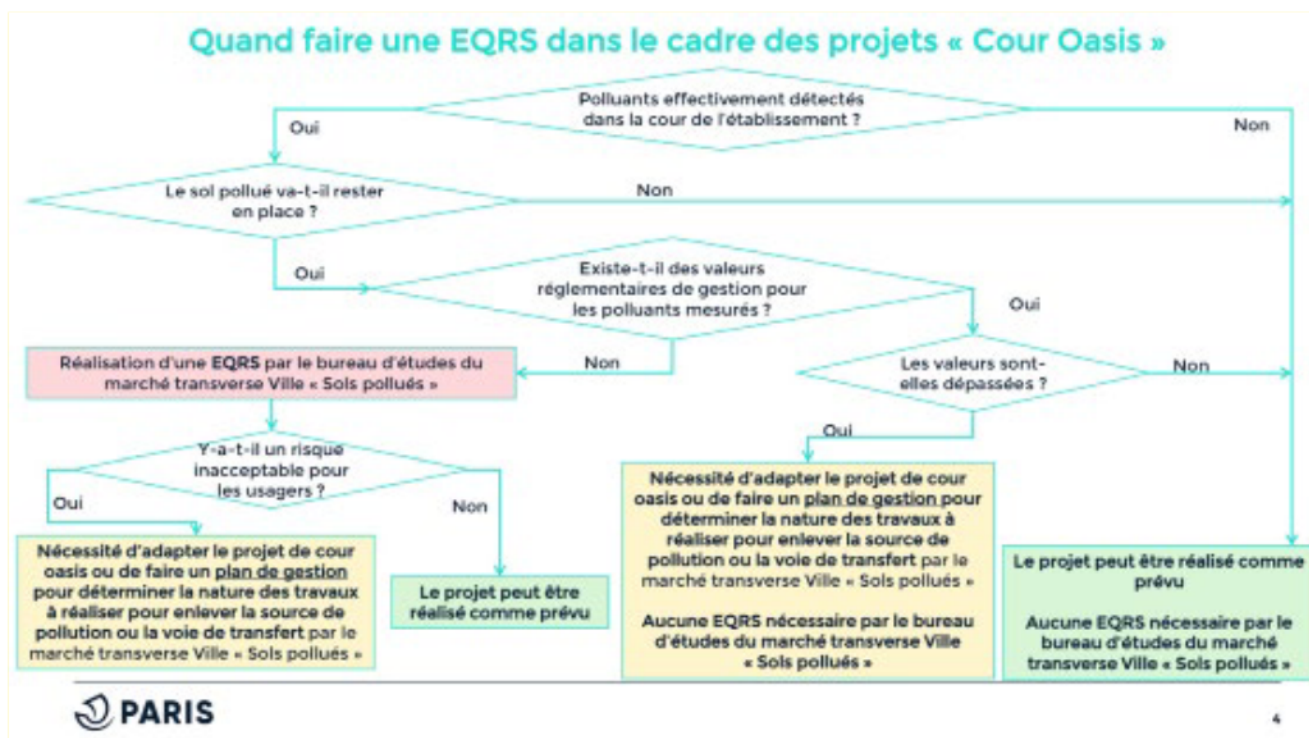 Quand faire une EQRS dans le cadre des projets « Cour Oasis »
Polluants effectivement détectés
dans la cour de l'établissement ?
Oui
Non
Le sol pollué va-t-il rester
en place ?
Non
Oui
Existe-t-il des valeurs
réglementaires de gestion pour
les polluants mesurés ?
Oui
Non
Réalisation d'une EQRS par le bureau d'études du
marché transverse Ville « Sols pollués »
Les valeurs sont-
elles dépassées ?
Non
Oui
Y-a-t-il un risque
inacceptable pour
les usagers ?
Oui
Non
Nécessité d'adapter le projet de cour
oasis ou de faire un plan de gestion
pour déterminer la nature des travaux
à réaliser pour enlever la source de
pollution ou la voie de transfert par le
marché transverse Ville « Sols pollués »
Le projet peut être
réalisé comme prévu
Nécessité d'adapter le projet de cour
oasis ou de faire un plan de gestion pour
déterminer la nature des travaux à
réaliser pour enlever la source de
pollution ou la voie de transfert par le
marché transverse Ville « Sols pollués »
Aucune EQRS nécessaire par le bureau
d'études du marché transverse Ville
« Sols pollués »
Le projet peut être réalisé comme
prévu
Aucune EQRS nécessaire par le
bureau d'études du marché
transverse Ville « Sols pollués »
PARIS
4